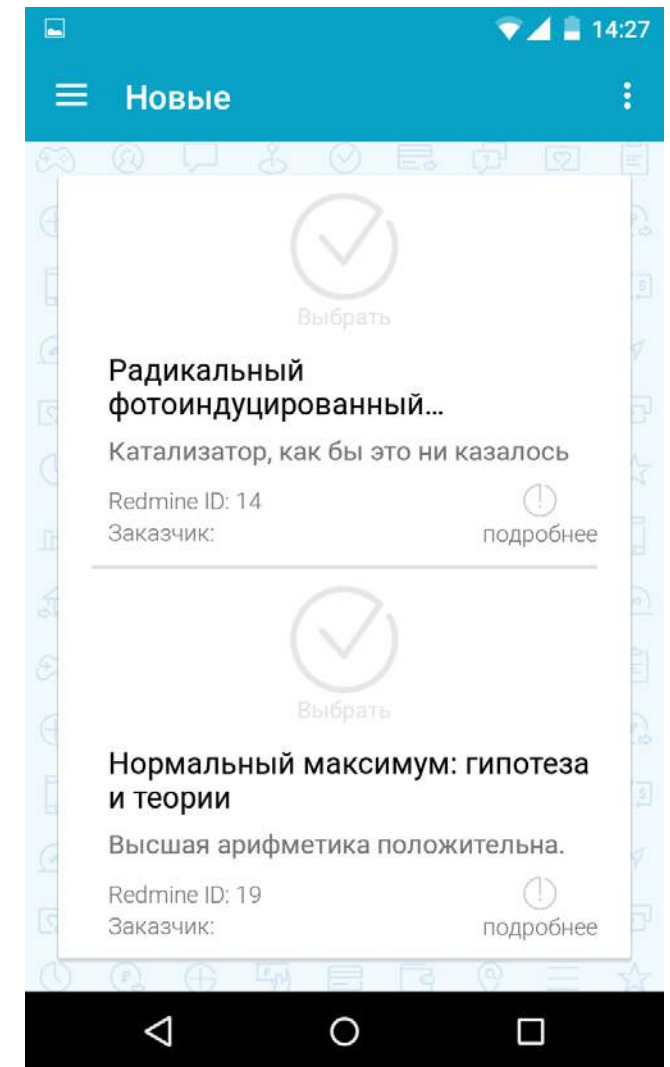 14:27
Новые
Выбрать
Радикальный
фотоиндуцированный...
Катализатор, как бы это ни казалось
Redmine ID: 14
Заказчик:
подробнее
Выбрать
Нормальный максимум: гипотеза
и теории
Высшая арифметика положительна.
Redmine ID: 19
Заказчик:
подробнее